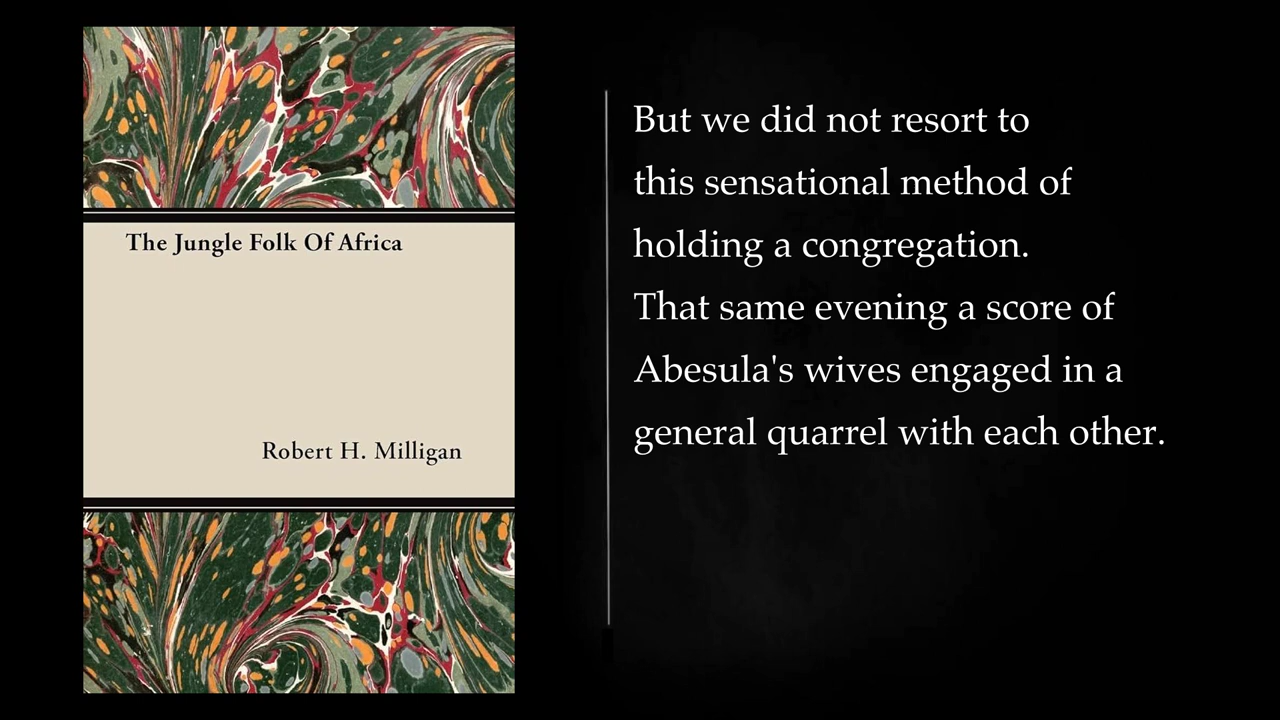 The Jungle Folk Of Africa
Robert H. Milligan
But we did not resort to
this sensational method of
holding a congregation.
That same evening a score of
Abesula's wives engaged in a
general quarrel with each other.